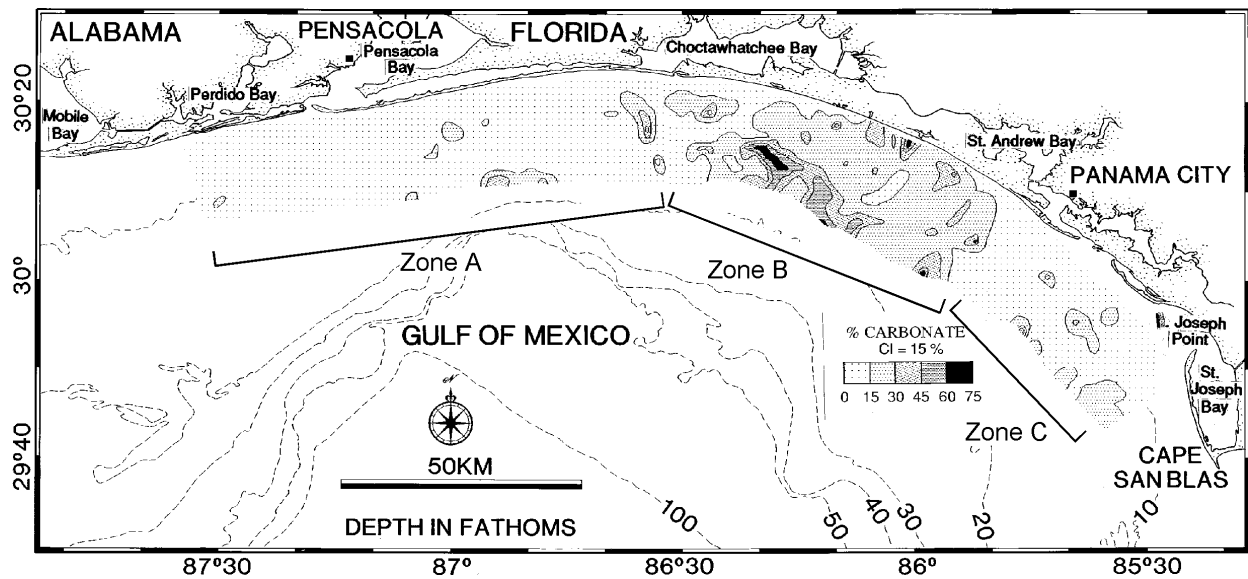 ALABAMA
PENSACOLA
FLORIDA
Pensacola
Bay
Choctawhatchee Bay
Perdido Bay
Mobile
Bay
St. Andrew Bay
PANAMA CITY
30°20
30°
29°40
Zone A
Zone B
Zone C
GULF OF MEXICO
% CARBONATE
CI = 15 %
0 15 30 45 60 75
Joseph
Point
St.
Joseph
Bay
CAPE
SAN BLAS
50KM
DEPTH IN FATHOMS
100
50
40
30
20
10
87°30
87°
86°30
86°
85°30